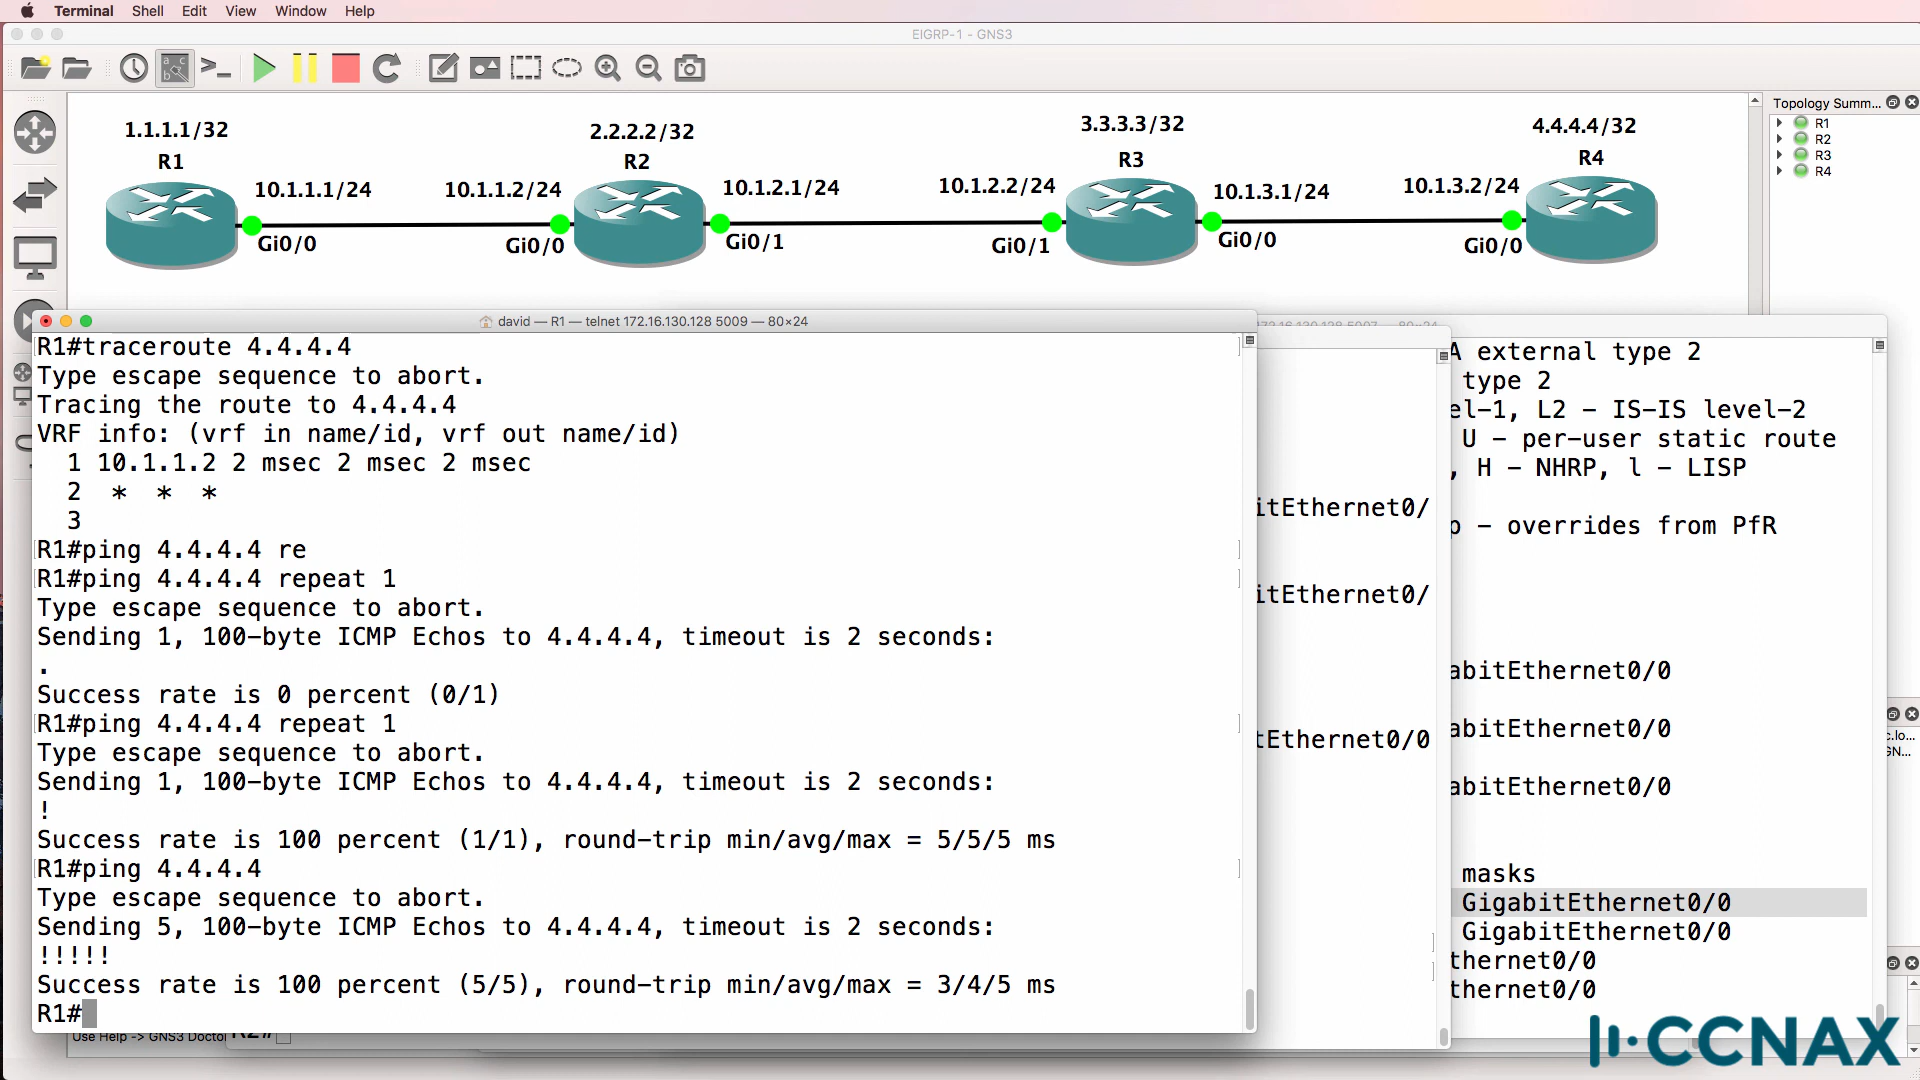 Terminal Shell Edit View Window Help
EIGRP-1 - GNS3
1.1.1.1/32
R1
10.1.1.1/24
Gi0/0
2.2.2.2/32
R2
10.1.1.2/24
Gi0/0
10.1.2.1/24
Gi0/1
3.3.3.3/32
R3
10.1.2.2/24
Gi0/1
10.1.3.1/24
Gi0/0
4.4.4.4/32
R4
10.1.3.2/24
Gi0/0
Topology Summ...
R1
R2
R3
R4
david — R1 — telnet 172.16.130.128 5009 — 80×24
R1#traceroute 4.4.4.4
Type escape sequence to abort.
Tracing the route to 4.4.4.4
VRF info: (vrf in name/id, vrf out name/id)
1 10.1.1.2 2 msec 2 msec 2 msec
2 * * *
3
R1#ping 4.4.4.4 re
R1#ping 4.4.4.4 repeat 1
Type escape sequence to abort.
Sending 1, 100-byte ICMP Echos to 4.4.4.4, timeout is 2 seconds:
.
Success rate is 0 percent (0/1)
R1#ping 4.4.4.4 repeat 1
Type escape sequence to abort.
Sending 1, 100-byte ICMP Echos to 4.4.4.4, timeout is 2 seconds:
!
Success rate is 100 percent (1/1), round-trip min/avg/max = 5/5/5 ms
R1#ping 4.4.4.4
Type escape sequence to abort.
Sending 5, 100-byte ICMP Echos to 4.4.4.4, timeout is 2 seconds:
!!!!!
Success rate is 100 percent (5/5), round-trip min/avg/max = 3/4/5 ms
R1#
Use Help -> GNS3 Docto
itEthernet0/
itEthernet0/
tEthernet0/0
A external type 2
type 2
el-1, L2 - IS-IS level-2
U - per-user static route
, H - NHRP, l - LISP
p - overrides from PfR
abitEthernet0/0
abitEthernet0/0
abitEthernet0/0
masks
GigabitEthernet0/0
GigabitEthernet0/0
thernet0/0
thernet0/0
c.lo...
GN...
CCNAX